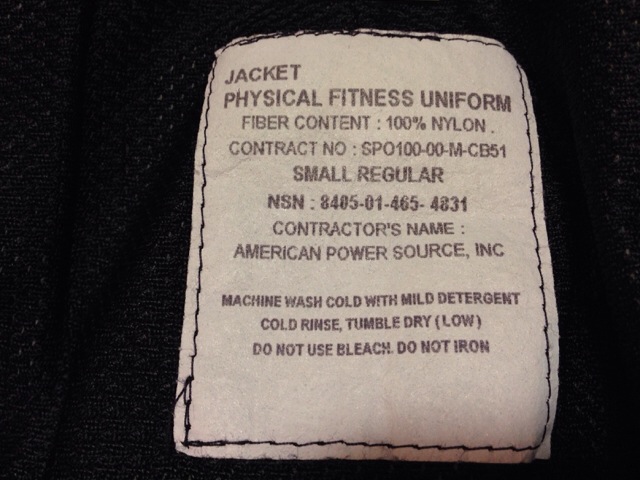 JACKET
PHYSICAL FITNESS UNIFORM
FIBER CONTENT : 100% NYLON .
CONTRACT NO : SPO100-00-M-CB51
SMALL REGULAR
NSN : 8405-01-465- 4831
CONTRACTOR'S NAME :
AMERICAN POWER SOURCE, INC
MACHINE WASH COLD WITH MILD DETERGENT
COLD RINSE, TUMBLE DRY ( LOW )
DO NOT USE BLEACH. DO NOT IRON